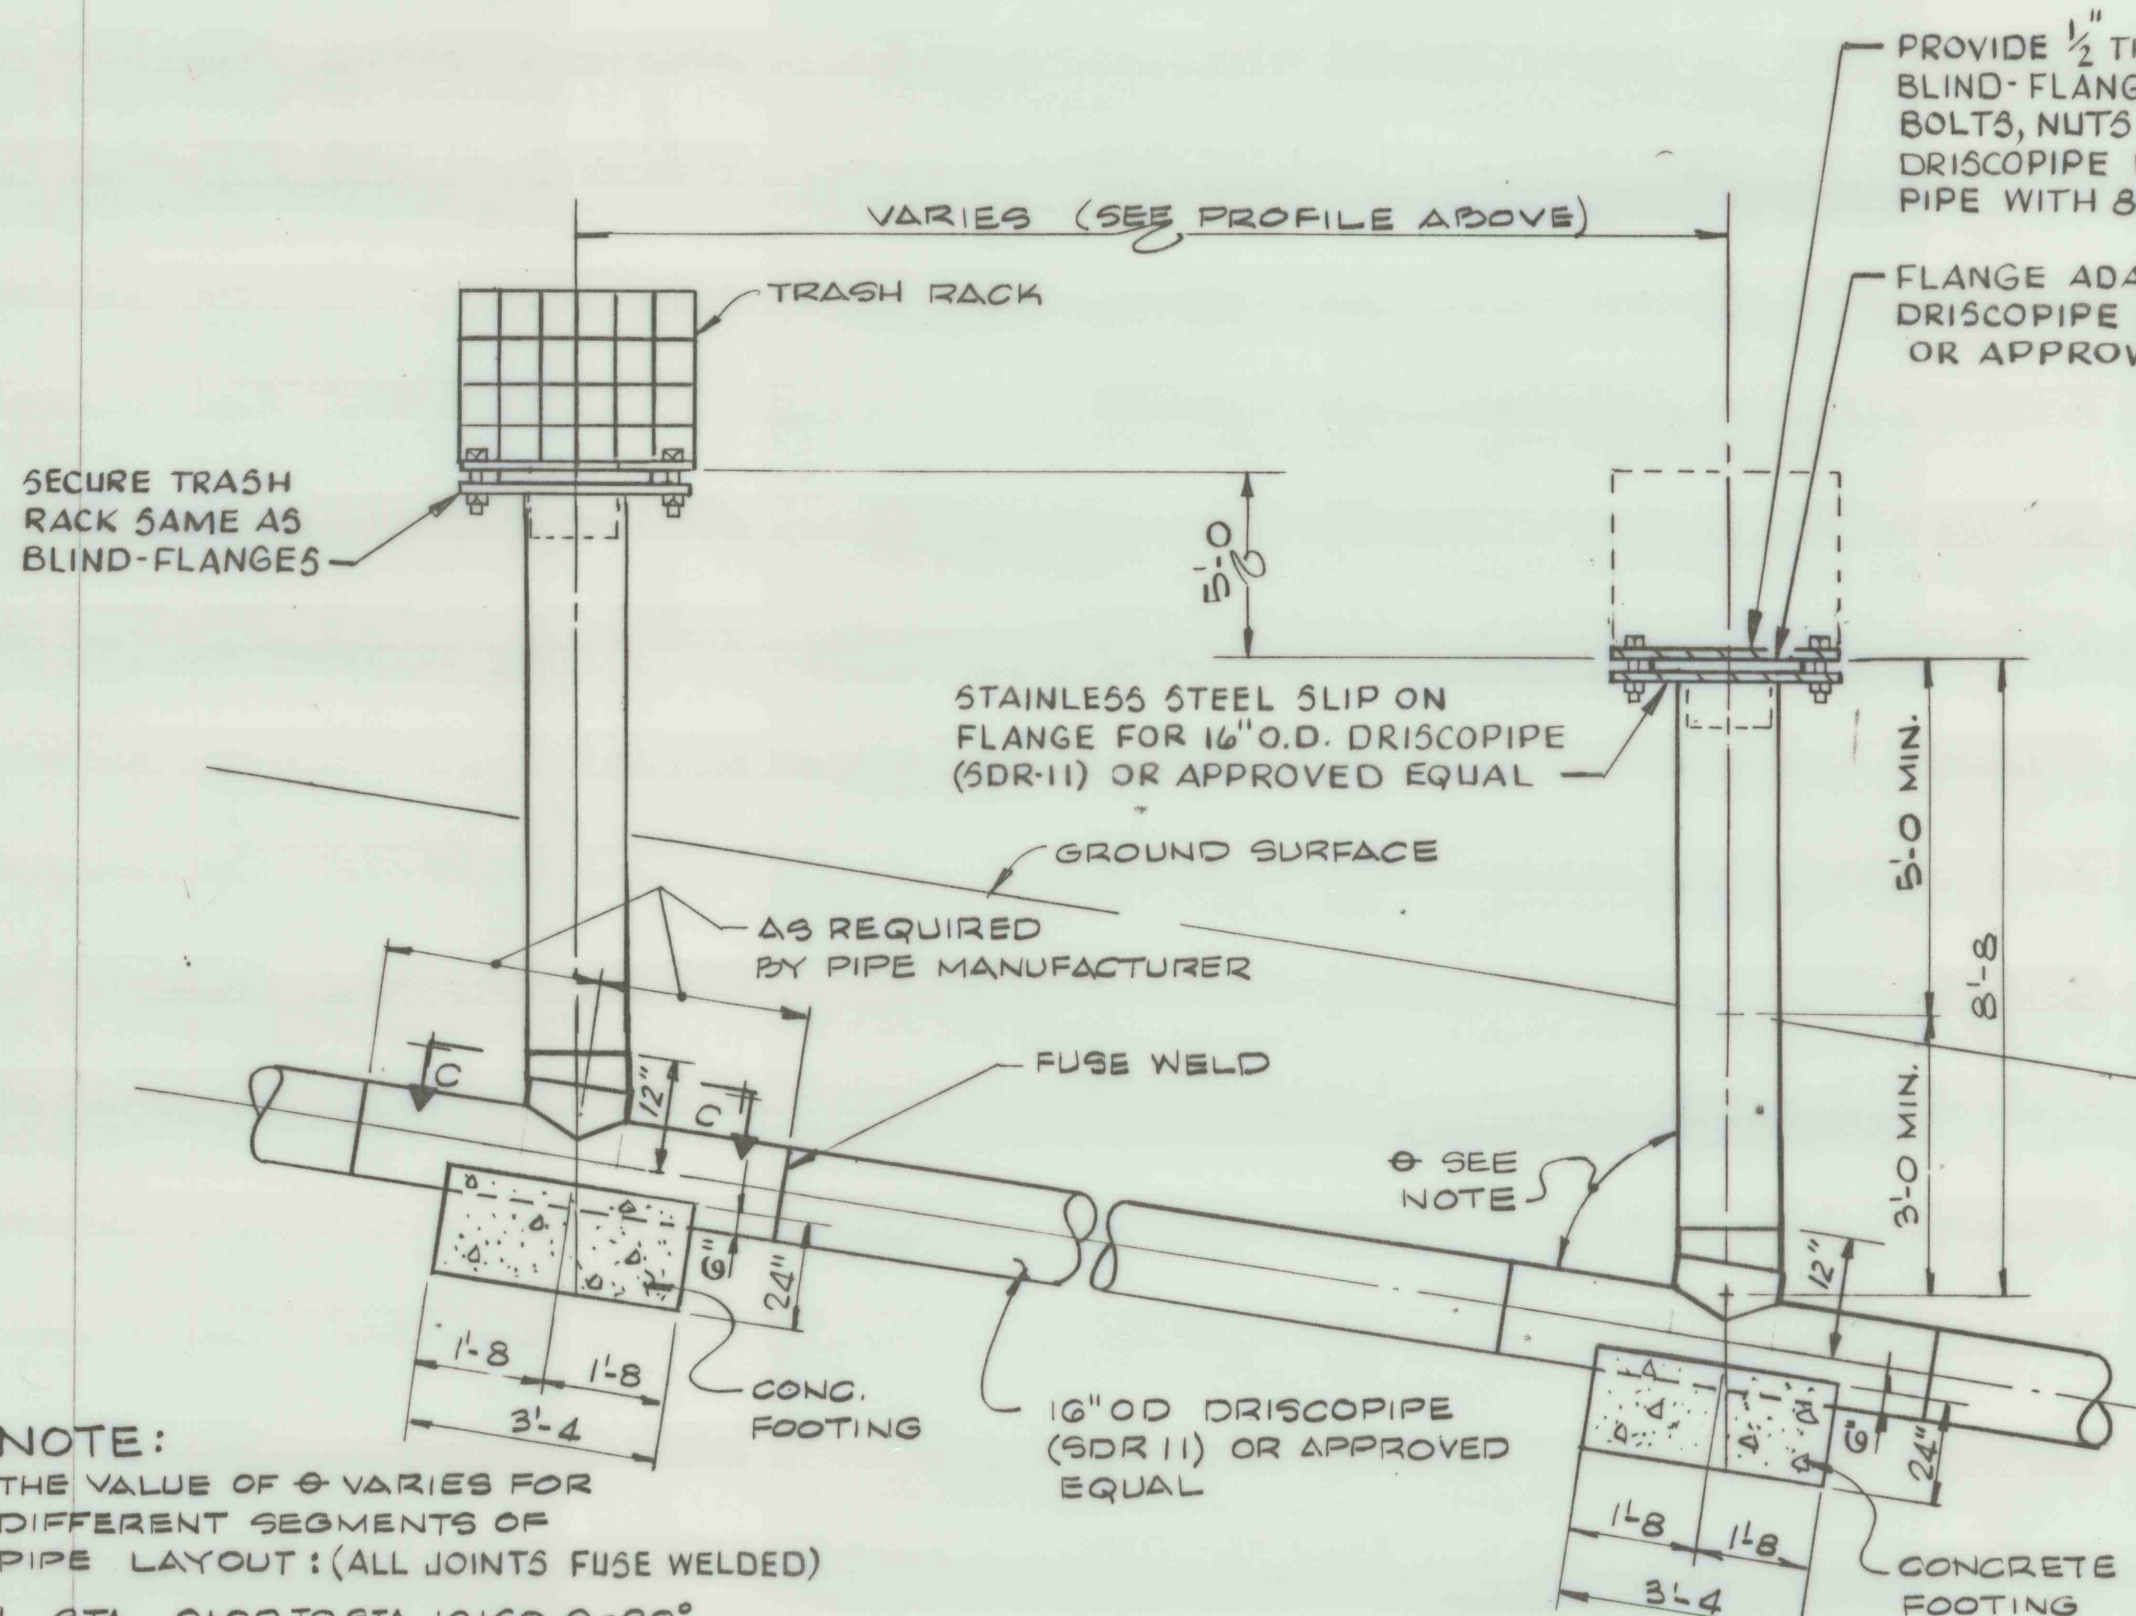 PROVIDE 1/2"
BLIND-FLANG
BOLTS, NUTS
DRISCOPIPE
PIPE WITH 8
VARIES (SEE PROFILE ABOVE)
FLANGE ADA
DRISCOPIPE
OR APPROV
TRASH RACK
SECURE TRASH
RACK SAME AS
BLIND-FLANGES
5'-0
STAINLESS STEEL SLIP ON
FLANGE FOR 16" O.D. DRISCOPIPE
(SDR-11) OR APPROVED EQUAL
5'-0 MIN.
GROUND SURFACE
AS REQUIRED
BY PIPE MANUFACTURER
8'-8
FUSE WELD
C
12"
C
3'-0 MIN.
θ SEE
NOTE
6"
24"
12"
1'-8
1'-8
3'-4
CONC.
FOOTING
16" OD DRISCOPIPE
(SDR 11) OR APPROVED
EQUAL
6"
24"
1'-8
1'-8
3'-4
CONCRETE
FOOTING
NOTE:
THE VALUE OF θ VARIES FOR
DIFFERENT SEGMENTS OF
PIPE LAYOUT: (ALL JOINTS FUSE WELDED)